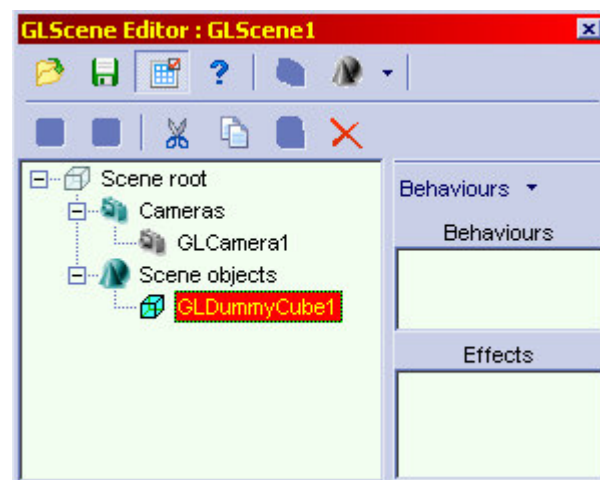 GLScene Editor : GLScene1
Scene root
Cameras
GLCamera1
Scene objects
GLDummyCube1
Behaviours
Behaviours
Effects